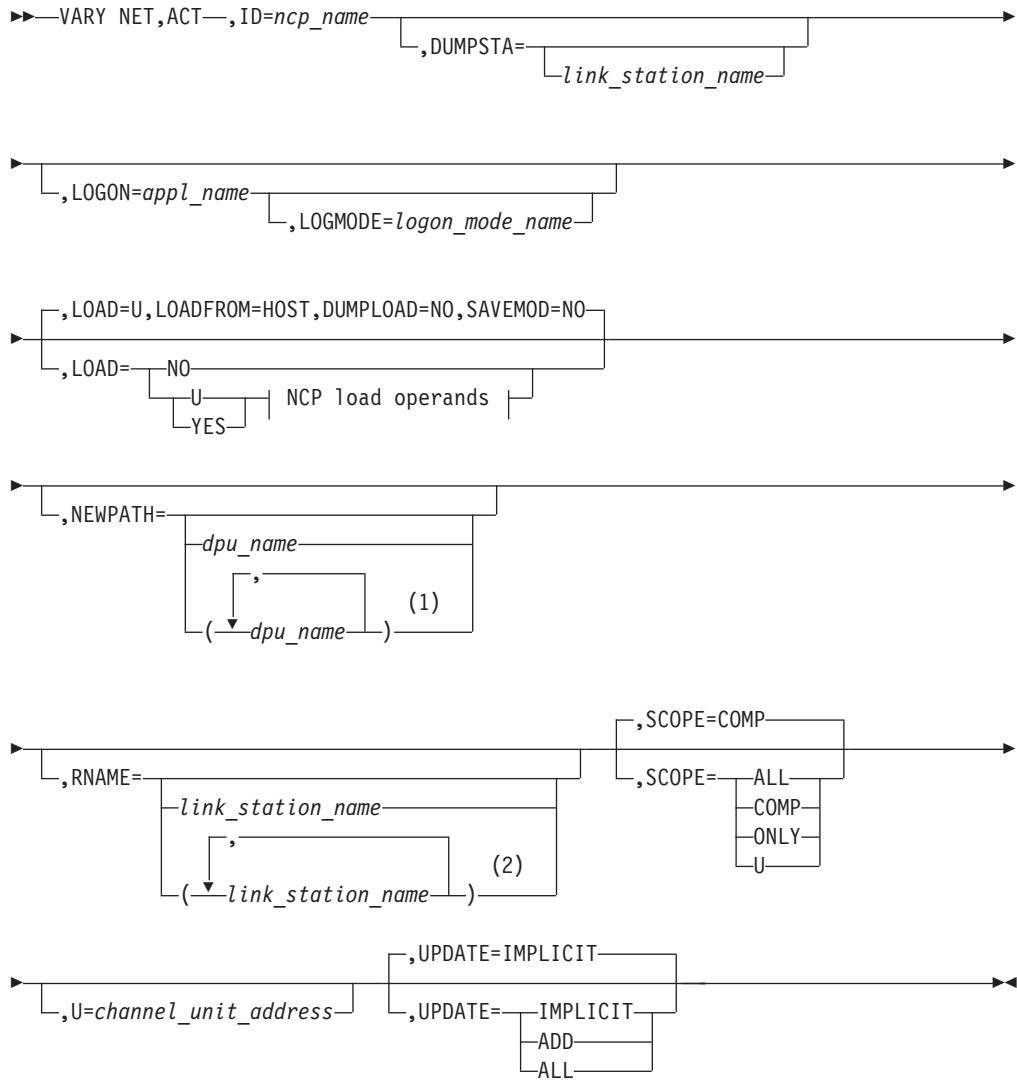 VARY NET,ACT ,ID=ncp_name
,DUMPSTA=
link_station_name
,LOGON=appl_name
,LOGMODE=logon_mode_name
,LOAD=U,LOADFROM=HOST,DUMPLOAD=NO,SAVEMOD=NO
,LOAD= NO
U NCP load operands
YES
,NEWPATH=
dpu_name
,
(1)
( dpu_name )
,SCOPE=COMP
,RNAME= ,SCOPE= ALL
link_station_name COMP
, ONLY
(2) U
( link_station_name )
,UPDATE=IMPLICIT
,U=channel_unit_address ,UPDATE= IMPLICIT
ADD
ALL